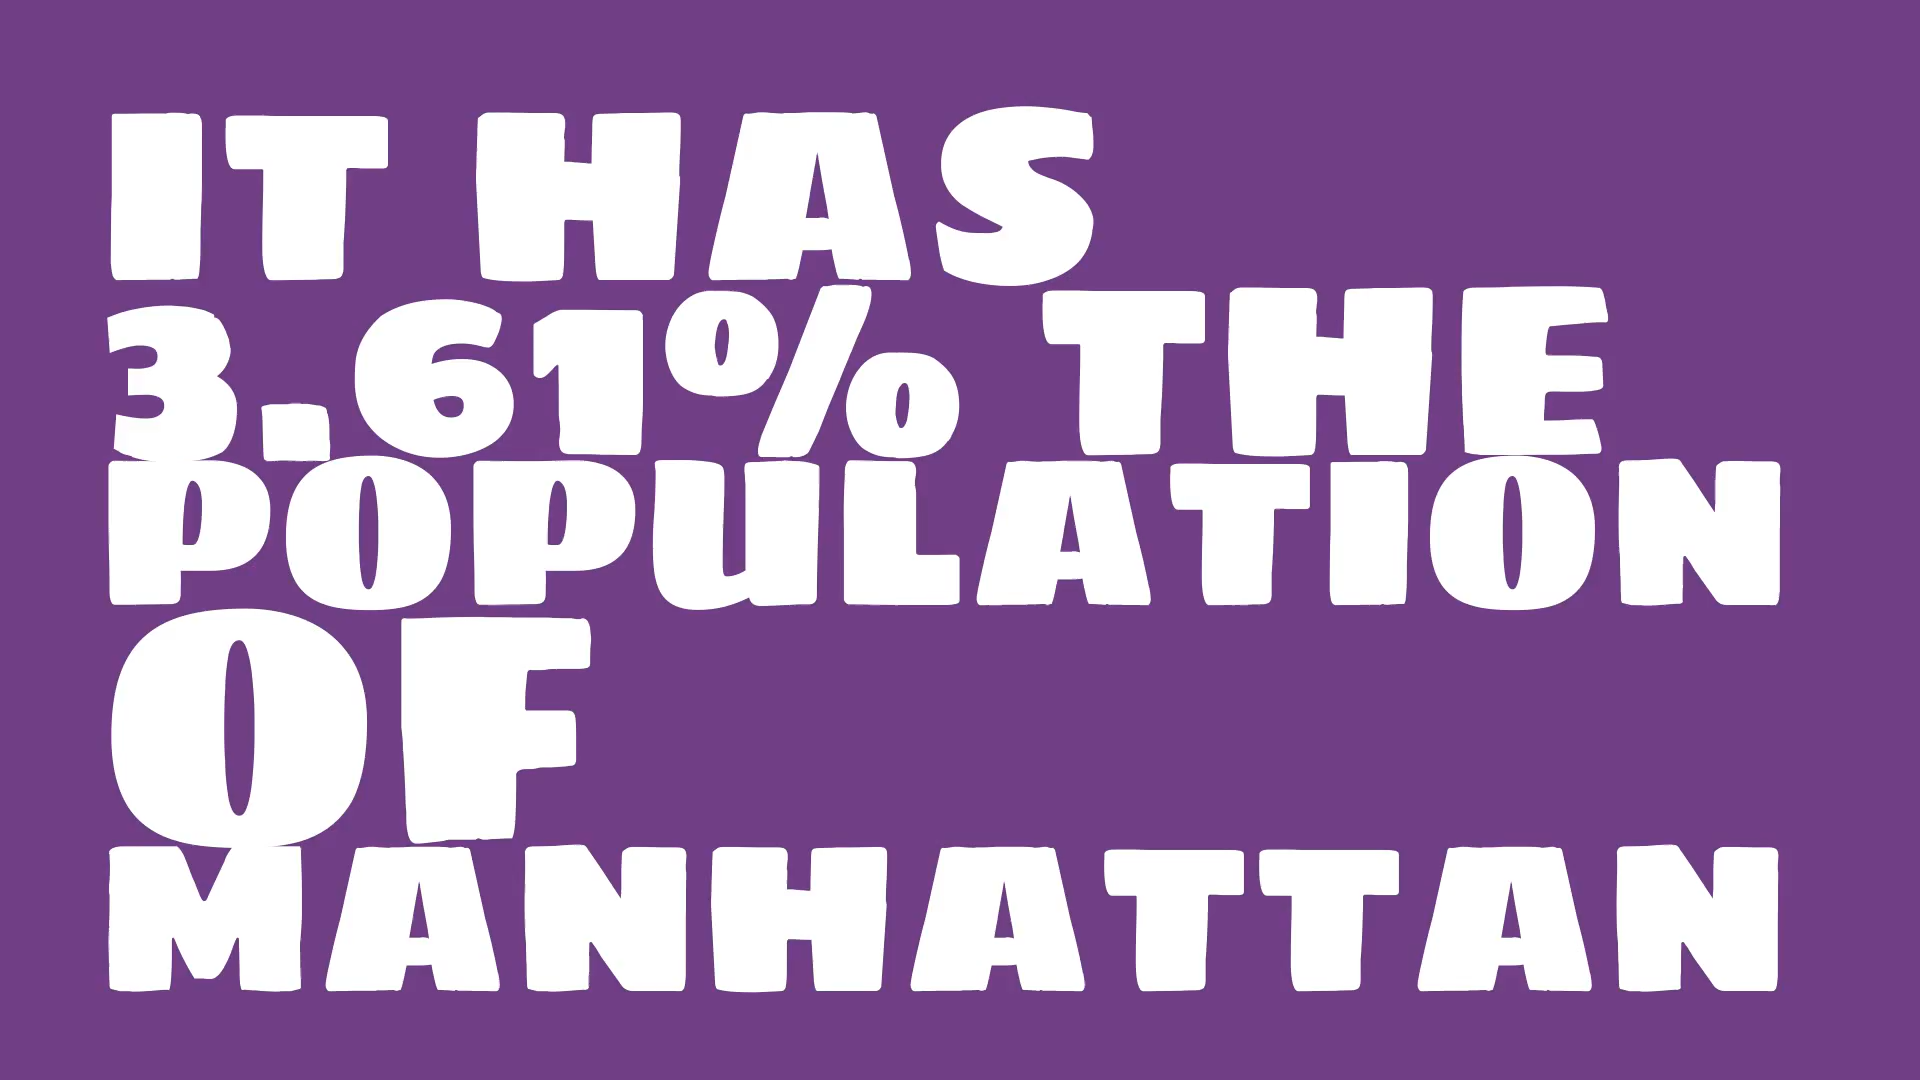 IT HAS
3.61% THE
POPULATION
OF
MANHATTAN